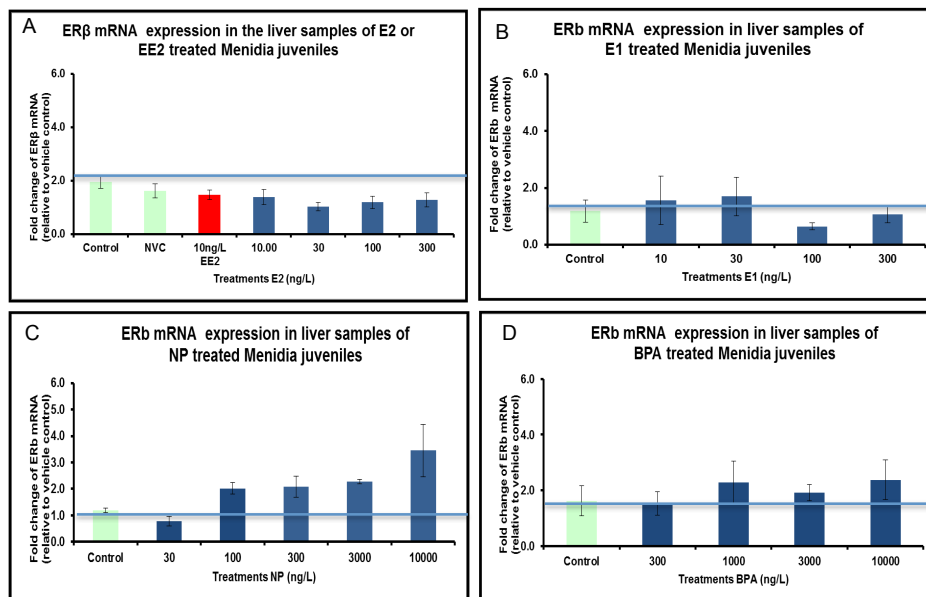 A
ERβ mRNA expression in the liver samples of E2 or
EE2 treated Menidia juveniles
Fold change of ERβ mRNA
(relative to vehicle control)
6.0
4.0
2.0
0.0
Control NVC 10ng/L 10.00 30 100 300
EE2
Treatments E2 (ng/L)
B
ERb mRNA expression in liver samples of
E1 treated Menidia juveniles
Fold change of ERb mRNA
(relative to vehicle control)
6.0
4.0
2.0
0.0
Control 10 30 100 300
Treatments E1 (ng/L)
C
ERb mRNA expression in liver samples of
NP treated Menidia juveniles
Fold change of ERb mRNA
(relative to vehicle control)
6.0
5.0
4.0
3.0
2.0
1.0
0.0
Control 30 100 300 3000 10000
Treatments NP (ng/L)
D
ERb mRNA expression in liver samples of
BPA treated Menidia juveniles
Fold change of ERb mRNA
(relative to vehicle control)
6.0
4.0
2.0
0.0
Control 300 1000 3000 10000
Treatments BPA (ng/L)